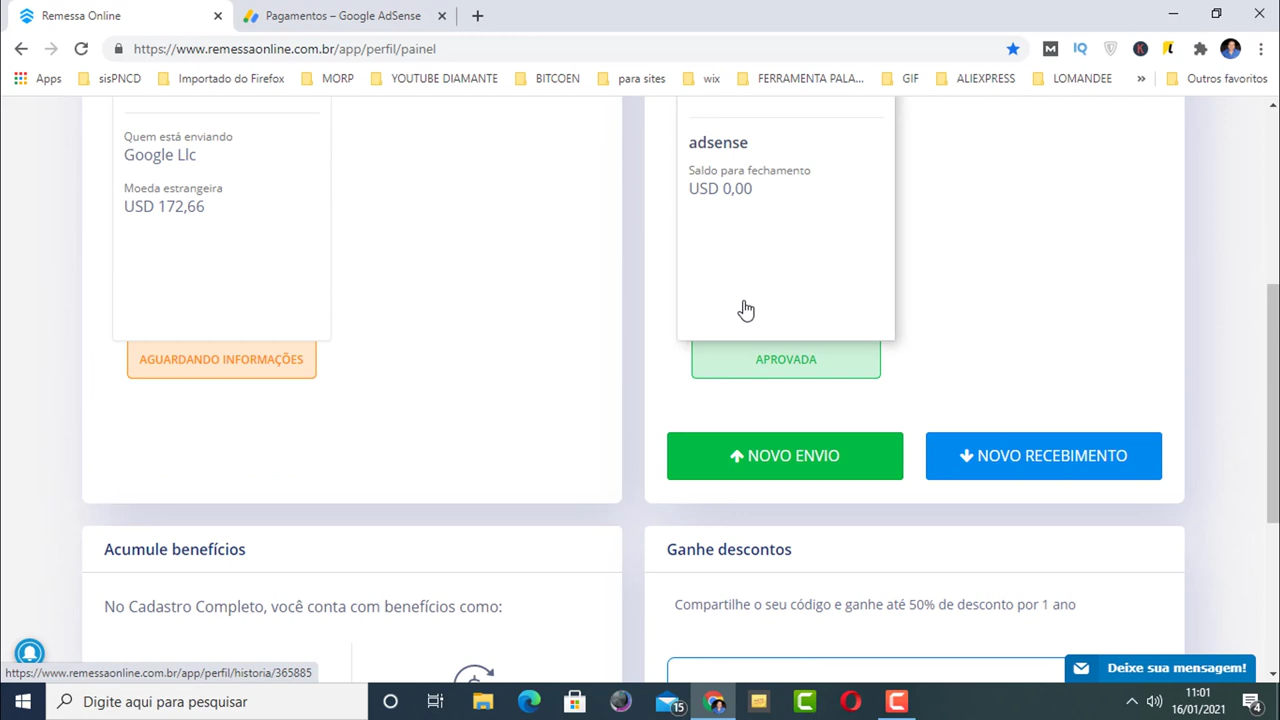 Remessa Online
Pagamentos – Google AdSense
https://www.remessaonline.com.br/app/perfil/painel
Apps
sisPNCD
Importado do Firefox
MORP
YOUTUBE DIAMANTE
BITCOEN
para sites
wix
FERRAMENTA PALA...
GIF
ALIEXPRESS
LOMANDEE
»
Outros favoritos
Quem está enviando
Google Llc
Moeda estrangeira
USD 172,66
AGUARDANDO INFORMAÇÕES
adsense
Saldo para fechamento
USD 0,00
APROVADA
NOVO ENVIO
NOVO RECEBIMENTO
Acumule benefícios
No Cadastro Completo, você conta com benefícios como:
Ganhe descontos
Compartilhe o seu código e ganhe até 50% de desconto por 1 ano
https://www.remessaonline.com.br/app/perfil/historia/365885
Deixe sua mensagem!
Digite aqui para pesquisar
15
11:01
16/01/2021
4